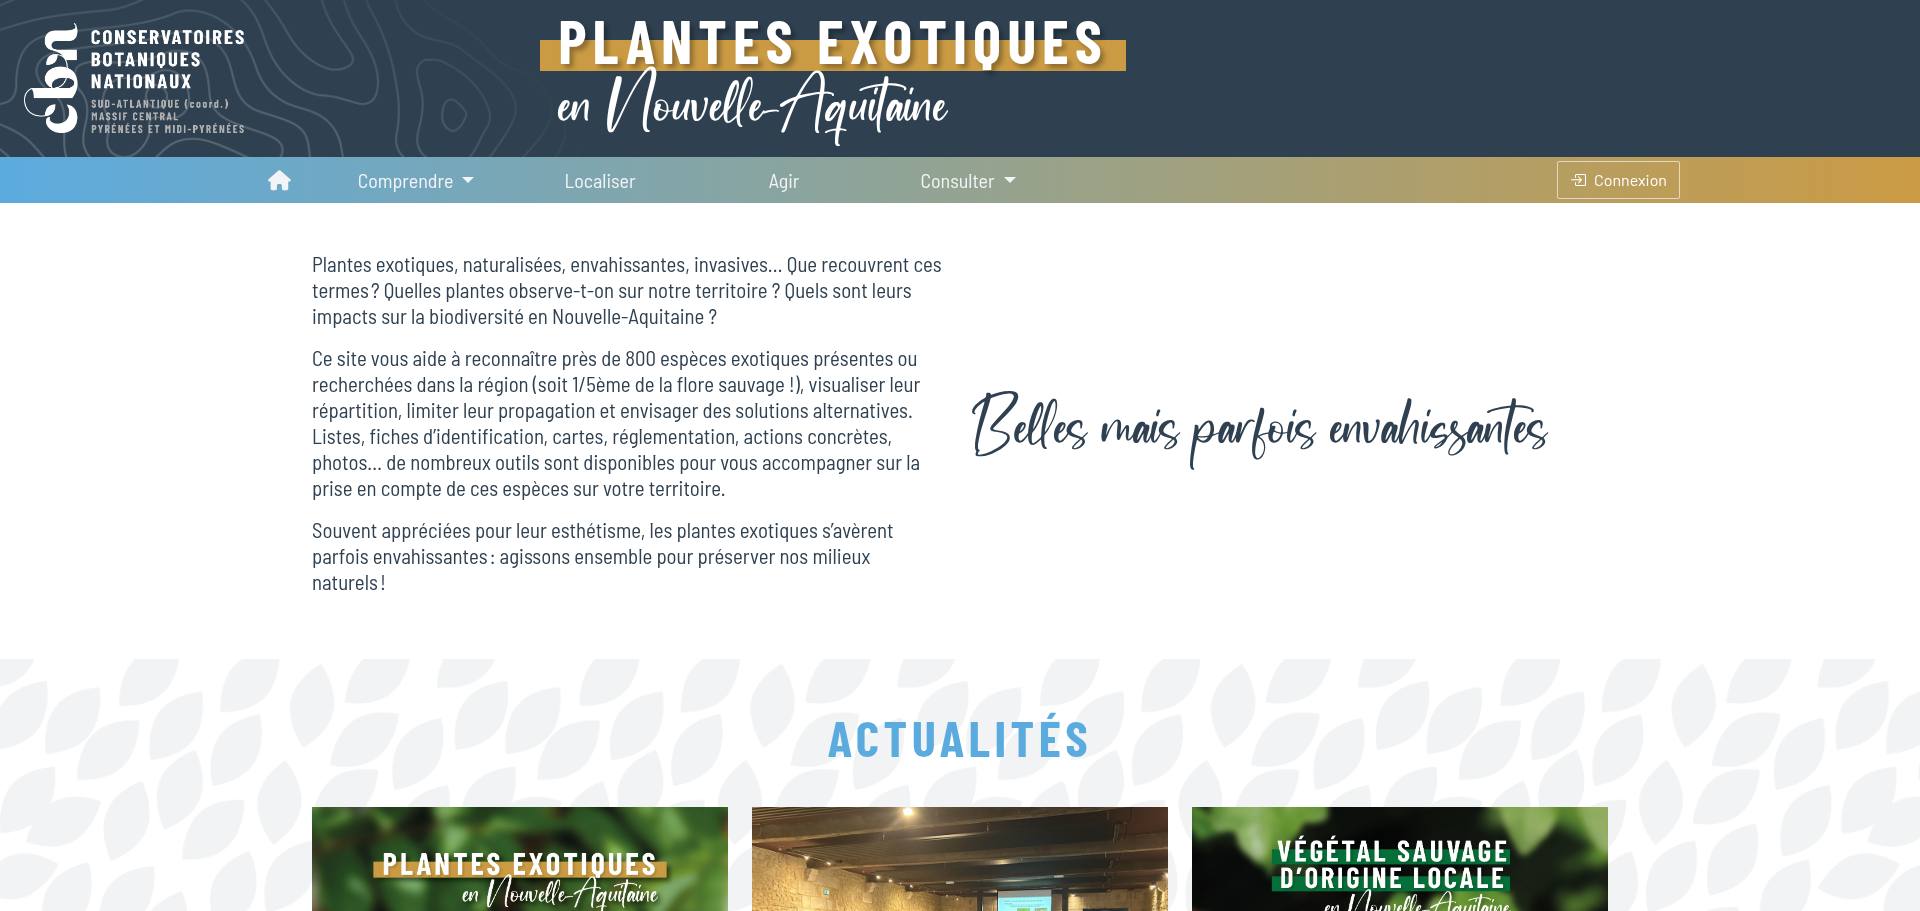 CONSERVATOIRES
BOTANIQUES
NATIONAUX
SUD-ATLANTIQUE (coord.)
MASSIF CENTRAL
PYRÉNÉES ET MIDI-PYRÉNÉES
cbn
PLANTES EXOTIQUES
en Nouvelle-Aquitaine
Comprendre
Localiser
Agir
Consulter
Connexion
Plantes exotiques, naturalisées, envahissantes, invasives... Que recouvrent ces
termes ? Quelles plantes observe-t-on sur notre territoire ? Quels sont leurs
impacts sur la biodiversité en Nouvelle-Aquitaine ?
Ce site vous aide à reconnaître près de 800 espèces exotiques présentes ou
recherchées dans la région (soit 1/5ème de la flore sauvage !), visualiser leur
répartition, limiter leur propagation et envisager des solutions alternatives.
Listes, fiches d’identification, cartes, réglementation, actions concrètes,
photos... de nombreux outils sont disponibles pour vous accompagner sur la
prise en compte de ces espèces sur votre territoire.
Souvent appréciées pour leur esthétisme, les plantes exotiques s’avèrent
parfois envahissantes : agissons ensemble pour préserver nos milieux
naturels !
Belles mais parfois envahissantes
ACTUALITÉS
PLANTES EXOTIQUES
en Nouvelle-Aquitaine
VÉGÉTAL SAUVAGE
D’ORIGINE LOCALE
en Nouvelle-Aquitaine